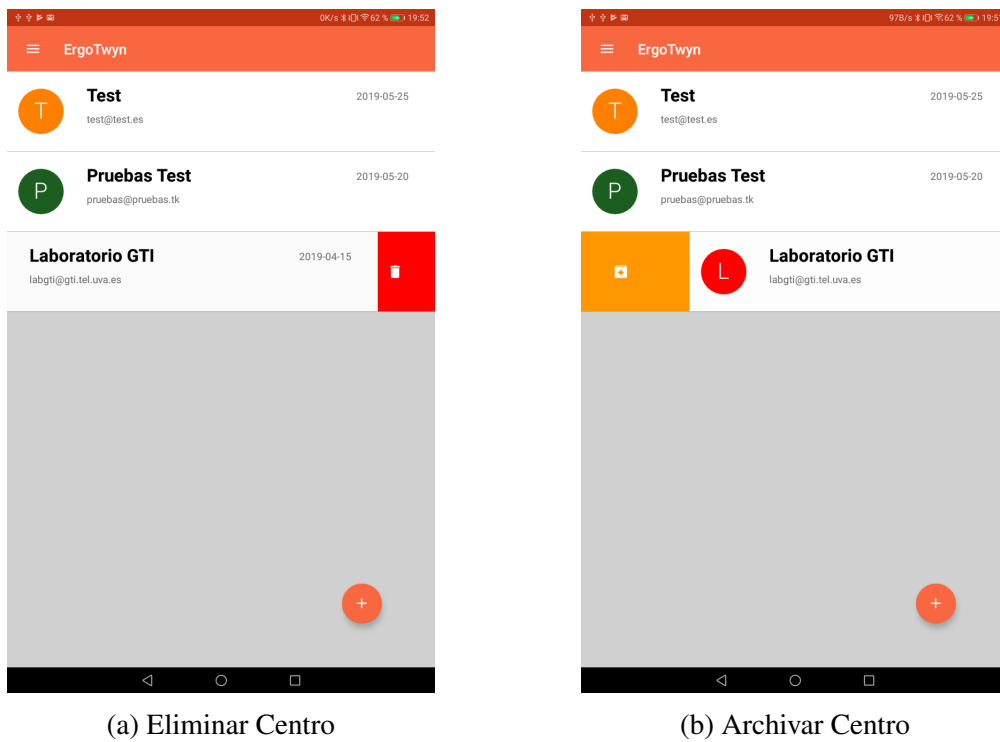 0K/s 62 % 19:52
ErgoTwyn
T
Test
2019-05-25
test@test.es
P
Pruebas Test
2019-05-20
pruebas@pruebas.tk
Laboratorio GTI
2019-04-15
labgti@gti.tel.uva.es
+
(a) Eliminar Centro
97B/s 62 % 19:51
ErgoTwyn
T
Test
2019-05-25
test@test.es
P
Pruebas Test
2019-05-20
pruebas@pruebas.tk
L
Laboratorio GTI
labgti@gti.tel.uva.es
+
(b) Archivar Centro